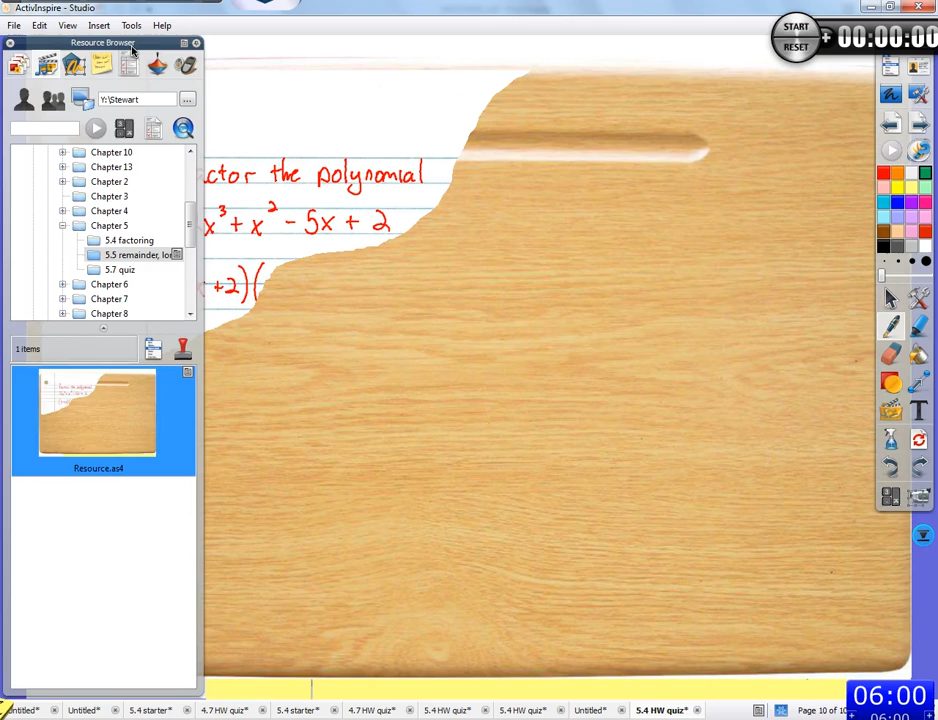 ActivInspire - Studio
File Edit View Insert Tools Help
START
RESET
00:00:00
Resource Browser
Y:\Stewart
...
Chapter 10
Chapter 13
Chapter 2
Chapter 3
Chapter 4
Chapter 5
5.4 factoring
5.5 remainder, lo
5.7 quiz
Chapter 6
Chapter 7
Chapter 8
1 items
Resource.as4
ctor the polynomial
x³ + x² - 5x + 2
+2)(
T
06:00
06:00
ntitled* Untitled* 5.4 starter* 4.7 HW quiz* 5.4 starter* 4.7 HW quiz* 5.4 HW quiz* 5.4 HW quiz* Untitled* 5.4 HW quiz* Page 10 of 10